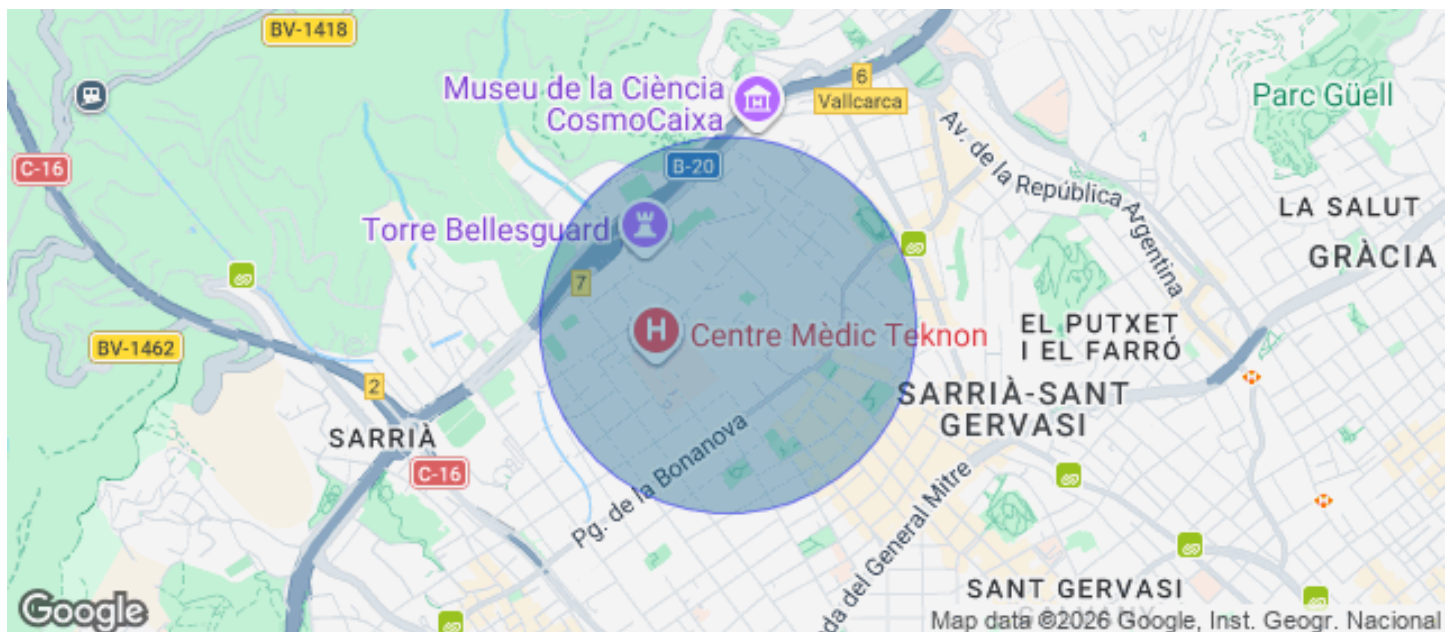 BV-1418
Museu de la Ciència
CosmoCaixa
6
Vallcarca
Parc Güell
C-16
B-20
Av. de la República Argentina
LA SALUT
Torre Bellesguard
GRÀCIA
7
H
Centre Mèdic Teknon
EL PUTXET
I EL FARRÓ
BV-1462
2
SARRIÀ-SANT
GERVASI
SARRIÀ
C-16
Pg. de la Bonanova
da del General Mitre
SANT GERVASI
Google
Map data ©2026 Google, Inst. Geogr. Nacional